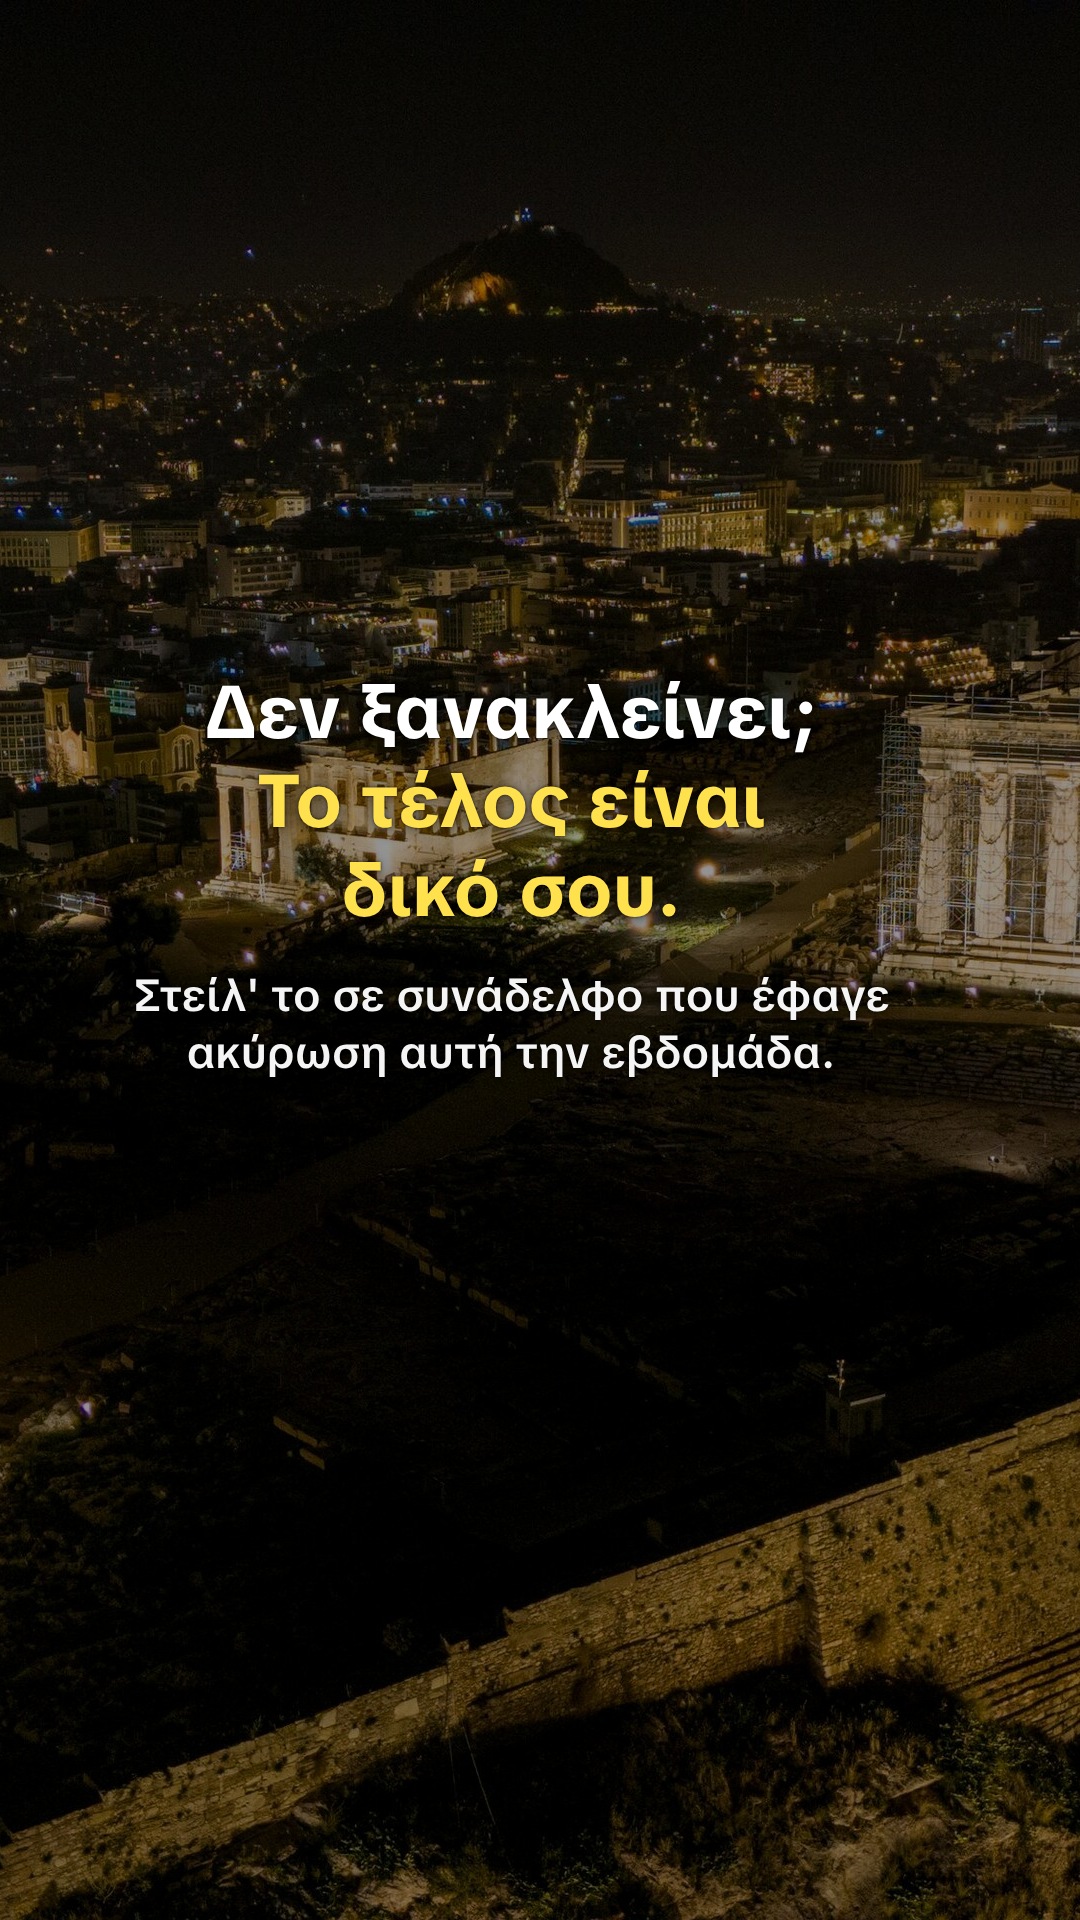 Δεν ξανακλείνει;
Το τέλος είναι
δικό σου.
Στείλ' το σε συνάδελφο που έφαγε
ακύρωση αυτή την εβδομάδα.